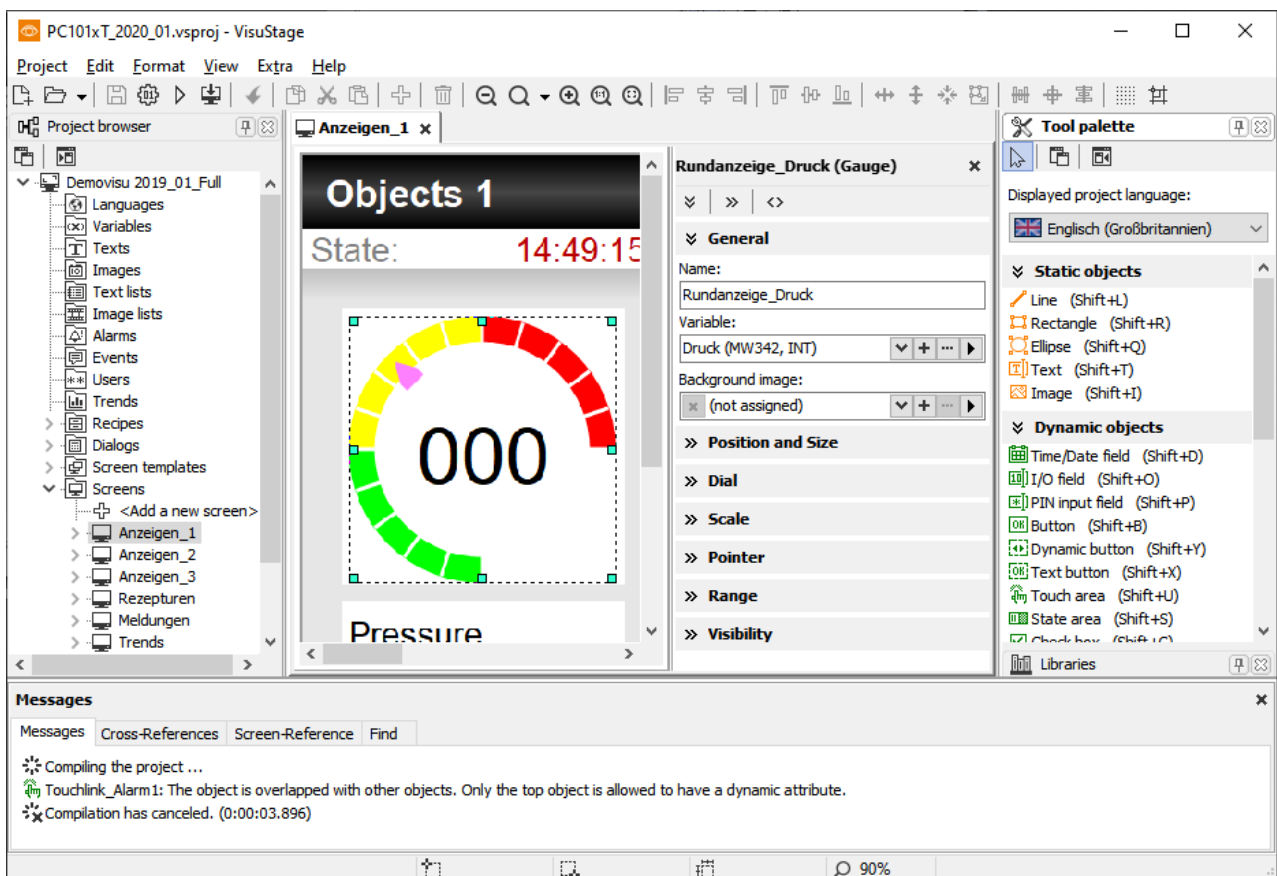 PC101xT_2020_01.vsproj - VisuStage
Project Edit Format View Extra Help
Project browser
Demovisu 2019_01_Full
Languages
Variables
Texts
Images
Text lists
Image lists
Alarms
Events
Users
Trends
Recipes
Dialogs
Screen templates
Screens
<Add a new screen>
Anzeigen_1
Anzeigen_2
Anzeigen_3
Rezepturen
Meldungen
Trends
Anzeigen_1
Objects 1
State: 14:49:15
000
Pressure
Rundanzeige_Druck (Gauge)
General
Name:
Rundanzeige_Druck
Variable:
Druck (MW342, INT)
Background image:
(not assigned)
Position and Size
Dial
Scale
Pointer
Range
Visibility
Tool palette
Displayed project language:
Englisch (Großbritannien)
Static objects
Line (Shift+L)
Rectangle (Shift+R)
Ellipse (Shift+Q)
Text (Shift+T)
Image (Shift+I)
Dynamic objects
Time/Date field (Shift+D)
I/O field (Shift+O)
PIN input field (Shift+P)
Button (Shift+B)
Dynamic button (Shift+Y)
Text button (Shift+X)
Touch area (Shift+U)
State area (Shift+S)
Check box (Shift+C)
Libraries
Messages
Messages Cross-References Screen-Reference Find
Compiling the project ...
Touchlink_Alarm1: The object is overlapped with other objects. Only the top object is allowed to have a dynamic attribute.
Compilation has canceled. (0:00:03.896)
90%